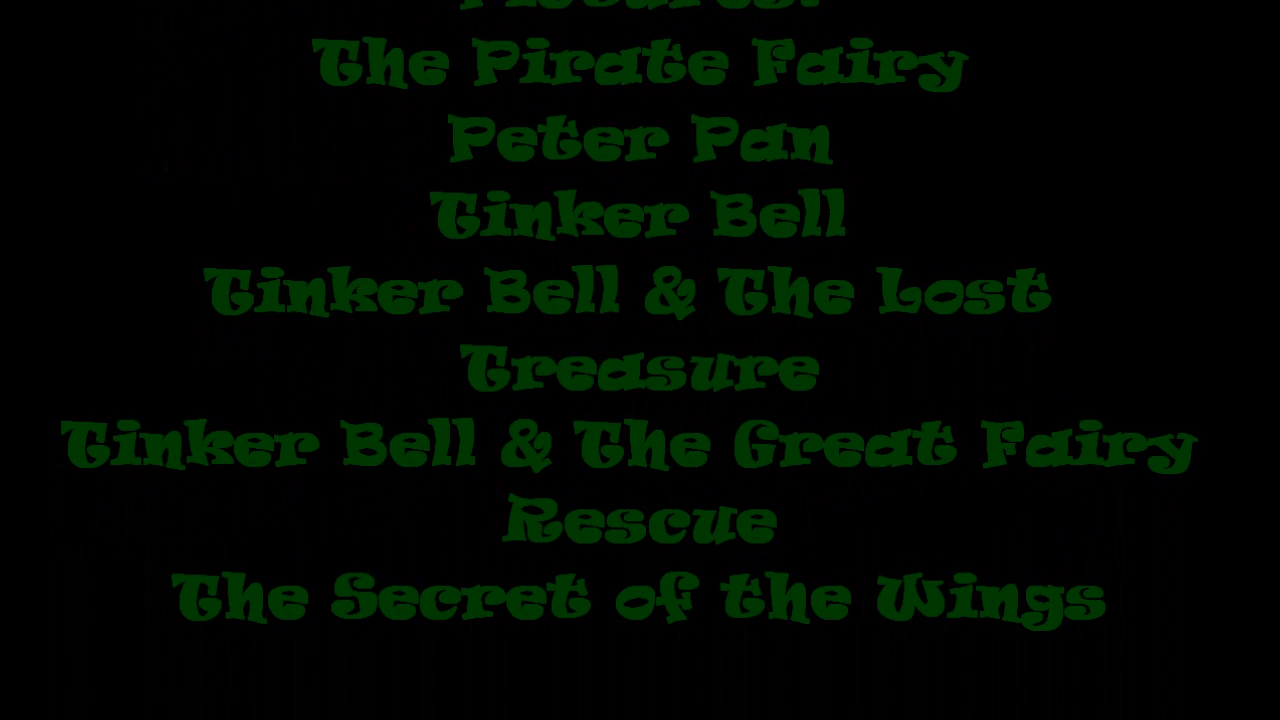 The Pirate Fairy
Peter Pan
Tinker Bell
Tinker Bell & The Lost
Treasure
Tinker Bell & The Great Fairy
Rescue
The Secret of the Wings